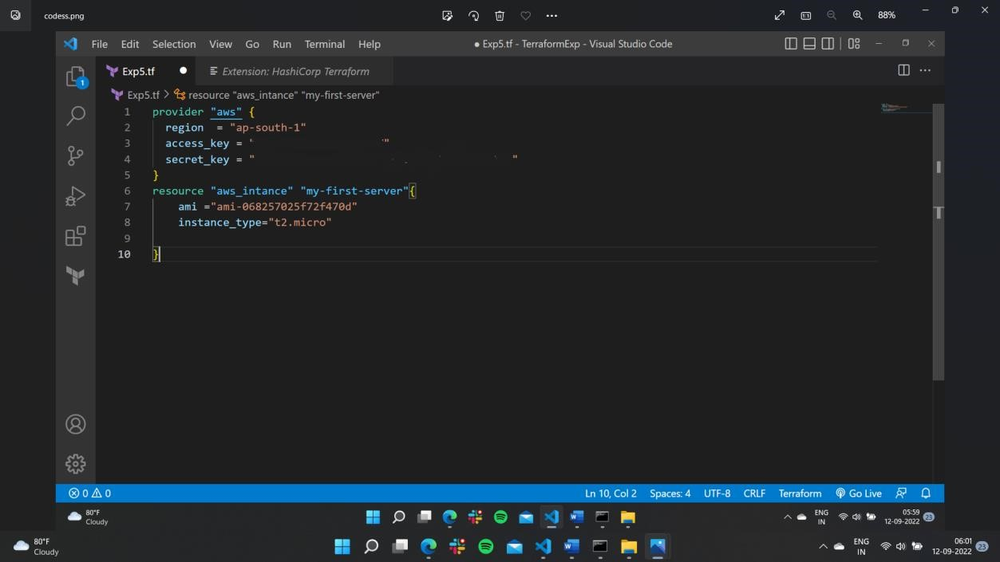 codess.png
88%
File Edit Selection View Go Run Terminal Help
● Exp5.tf - TerraformExp - Visual Studio Code
1
Exp5.tf ●
Extension: HashiCorp Terraform
Exp5.tf > resource "aws_intance" "my-first-server"
1 provider "aws" {
2 region = "ap-south-1"
3 access_key = " "
4 secret_key = " "
5 }
6 resource "aws_intance" "my-first-server"{
7 ami ="ami-068257025f72f470d"
8 instance_type="t2.micro"
9
10 }
0 0
Ln 10, Col 2 Spaces: 4 UTF-8 CRLF Terraform Go Live
80°F
Cloudy
ENG
IN
05:59
12-09-2022
23
80°F
Cloudy
ENG
IN
06:01
12-09-2022
23